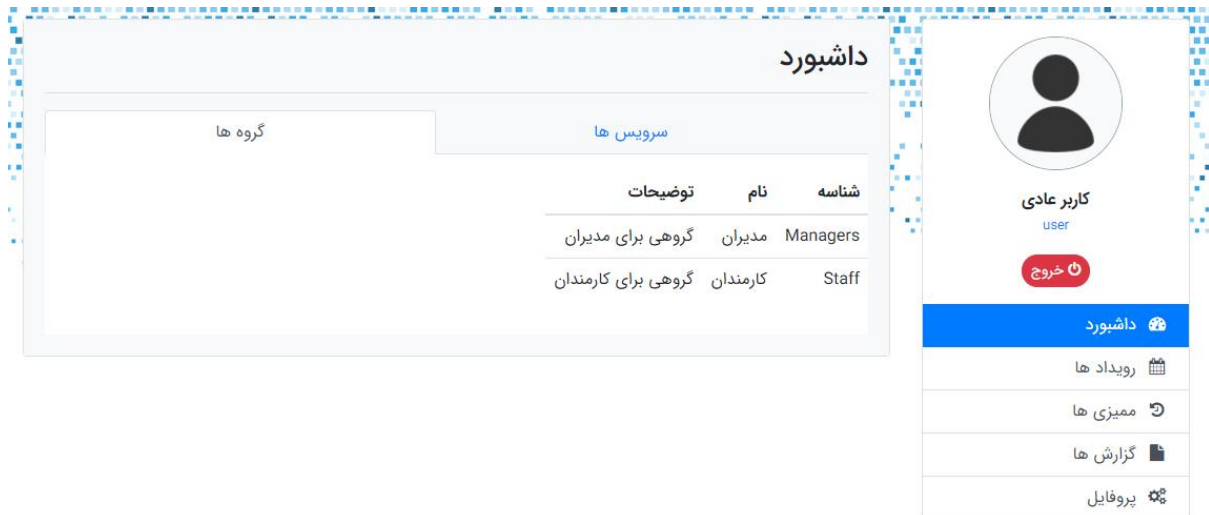 داشبورد
سرویس ها
گروه ها
شناسه نام توضیحات
Managers مدیران گروهی برای مدیران
Staff کارمندان گروهی برای کارمندان
کاربر عادی
user
خروج
داشبورد
رویداد ها
ممیزی ها
گزارش ها
پروفایل